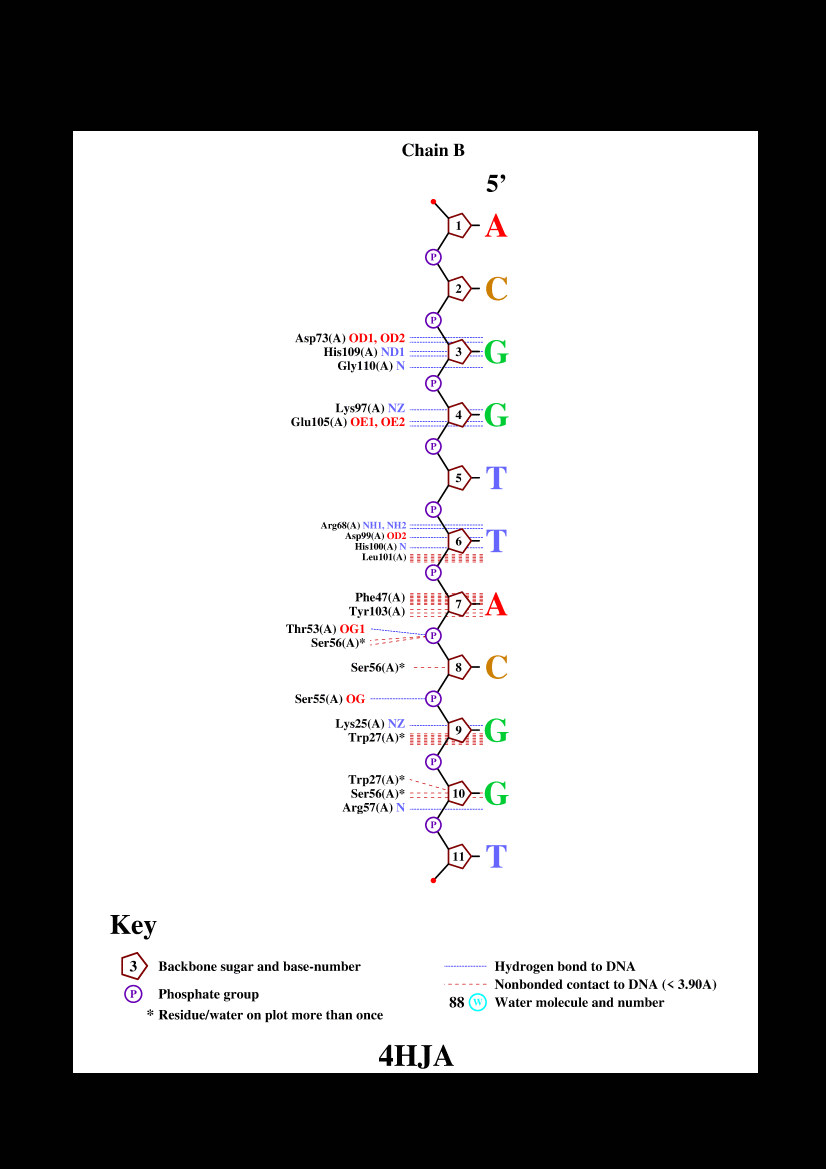 Chain B
5’
1 A
P
2 C
P
Asp73(A) OD1, OD2
His109(A) ND1 3 G
Gly110(A) N
P
Lys97(A) NZ
4 G
Glu105(A) OE1, OE2
P
5 T
P
Arg68(A) NH1, NH2
Asp99(A) OD2
6 T
His100(A) N
Leu101(A)
P
Phe47(A)
7 A
Tyr103(A)
Thr53(A) OG1
P
Ser56(A)*
Ser56(A)* 8 C
Ser55(A) OG P
Lys25(A) NZ
9 G
Trp27(A)*
P
Trp27(A)*
Ser56(A)* 10 G
Arg57(A) N
P
11 T
Key
3 Backbone sugar and base-number
P Phosphate group
* Residue/water on plot more than once
Hydrogen bond to DNA
Nonbonded contact to DNA (< 3.90A)
88 W Water molecule and number
4HJA